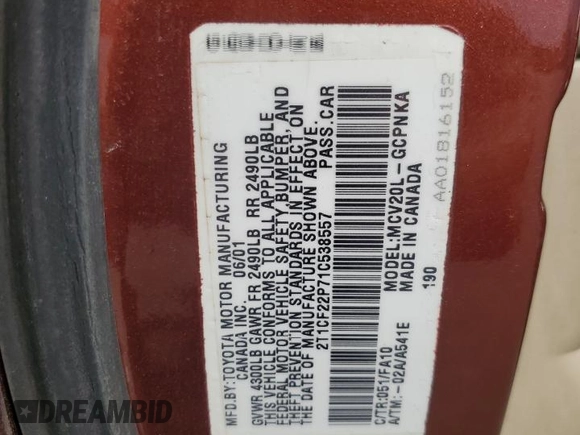 MFD.BY:TOYOTA MOTOR MANUFACTURING
CANADA INC. 06/01
GVWR 4300LB GAWR FR 2490LB RR 2490LB
THIS VEHICLE CONFORMS TO ALL APPLICABLE
FEDERAL MOTOR VEHICLE SAFETY, BUMPER, AND
THEFT PREVENTION STANDARDS IN EFFECT ON
DATE OF MANUFACTURE SHOWN ABOVE.
2T1CF22P71C538557 PASS.CAR
C/TR:051/FA10 MODEL:MCV20L-GCPNKA
A/TM:-02A/A541E MADE IN CANADA
190
AA01816152
DREAMBID